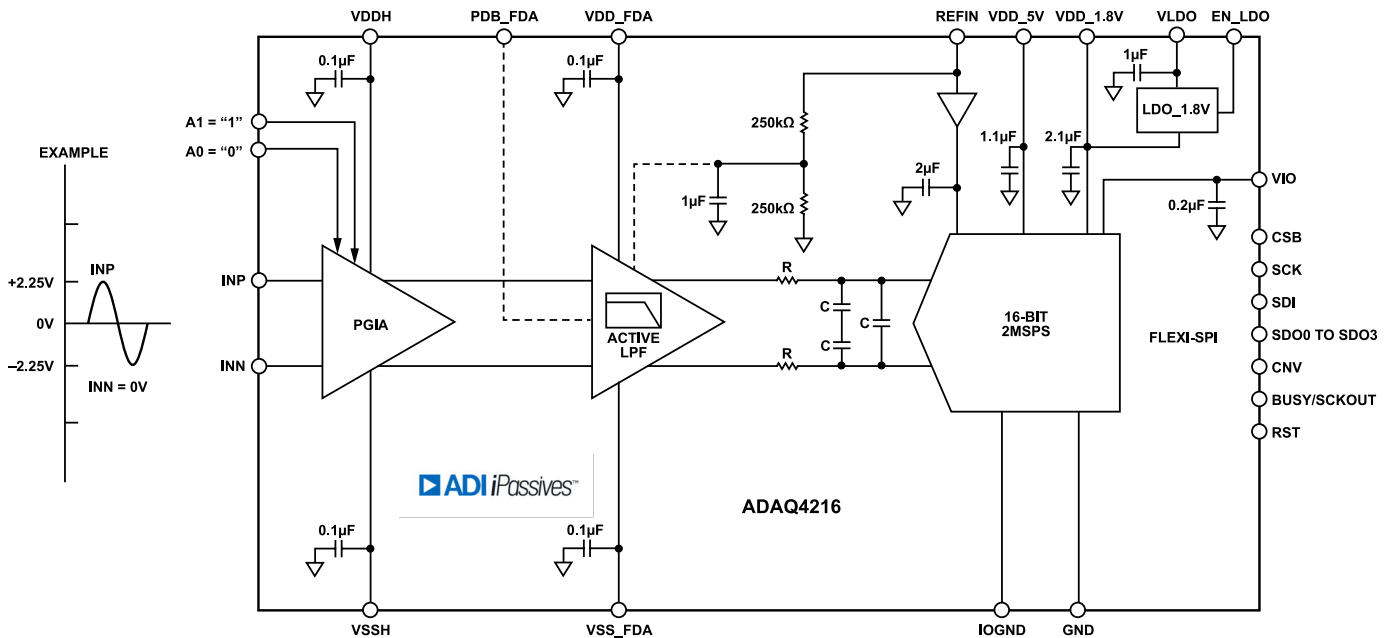 VDDH
PDB_FDA
VDD_FDA
REFIN
VDD_5V
VDD_1.8V
VLDO
EN_LDO
0.1µF
0.1µF
1µF
LDO_1.8V
A1 = “1”
A0 = “0”
250kΩ
1.1µF
2.1µF
EXAMPLE
2µF
VIO
1µF
250kΩ
0.2µF
CSB
INP
+2.25V
INP
R
SCK
0V
PGIA
ACTIVE
LPF
C
C
C
16-BIT
2MSPS
FLEXI-SPI
SDI
SDO0 TO SDO3
–2.25V
INN
R
CNV
INN = 0V
BUSY/SCKOUT
RST
ADI iPassives™
ADAQ4216
0.1µF
0.1µF
VSSH
VSS_FDA
IOGND
GND